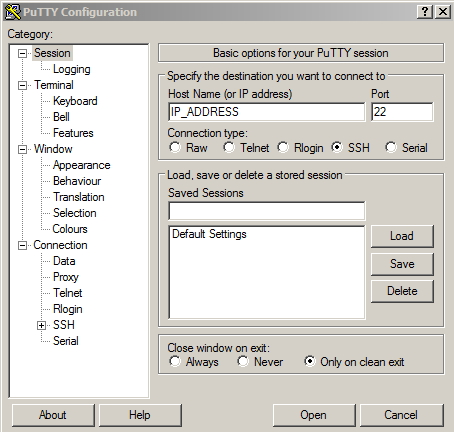 PuTTY Configuration
Category:
Session
Logging
Terminal
Keyboard
Bell
Features
Window
Appearance
Behaviour
Translation
Selection
Colours
Connection
Data
Proxy
Telnet
Rlogin
SSH
Serial
Basic options for your PuTTY session
Specify the destination you want to connect to
Host Name (or IP address) Port
IP_ADDRESS 22
Connection type:
Raw Telnet Rlogin SSH Serial
Load, save or delete a stored session
Saved Sessions
Default Settings
Load
Save
Delete
Close window on exit:
Always Never Only on clean exit
About Help Open Cancel